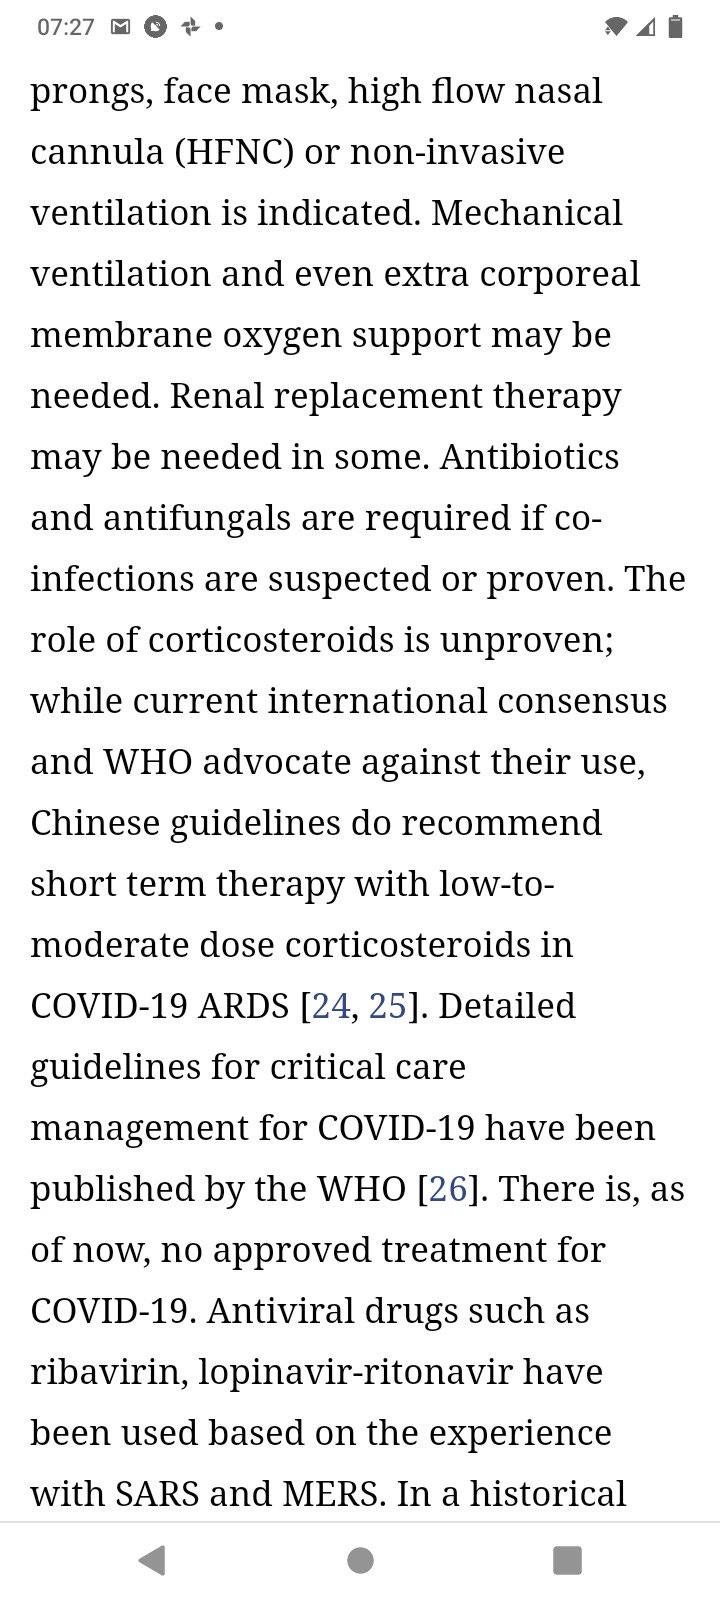 07:27
prongs, face mask, high flow nasal
cannula (HFNC) or non-invasive
ventilation is indicated. Mechanical
ventilation and even extra corporeal
membrane oxygen support may be
needed. Renal replacement therapy
may be needed in some. Antibiotics
and antifungals are required if co-
infections are suspected or proven. The
role of corticosteroids is unproven;
while current international consensus
and WHO advocate against their use,
Chinese guidelines do recommend
short term therapy with low-to-
moderate dose corticosteroids in
COVID-19 ARDS [24, 25]. Detailed
guidelines for critical care
management for COVID-19 have been
published by the WHO [26]. There is, as
of now, no approved treatment for
COVID-19. Antiviral drugs such as
ribavirin, lopinavir-ritonavir have
been used based on the experience
with SARS and MERS. In a historical